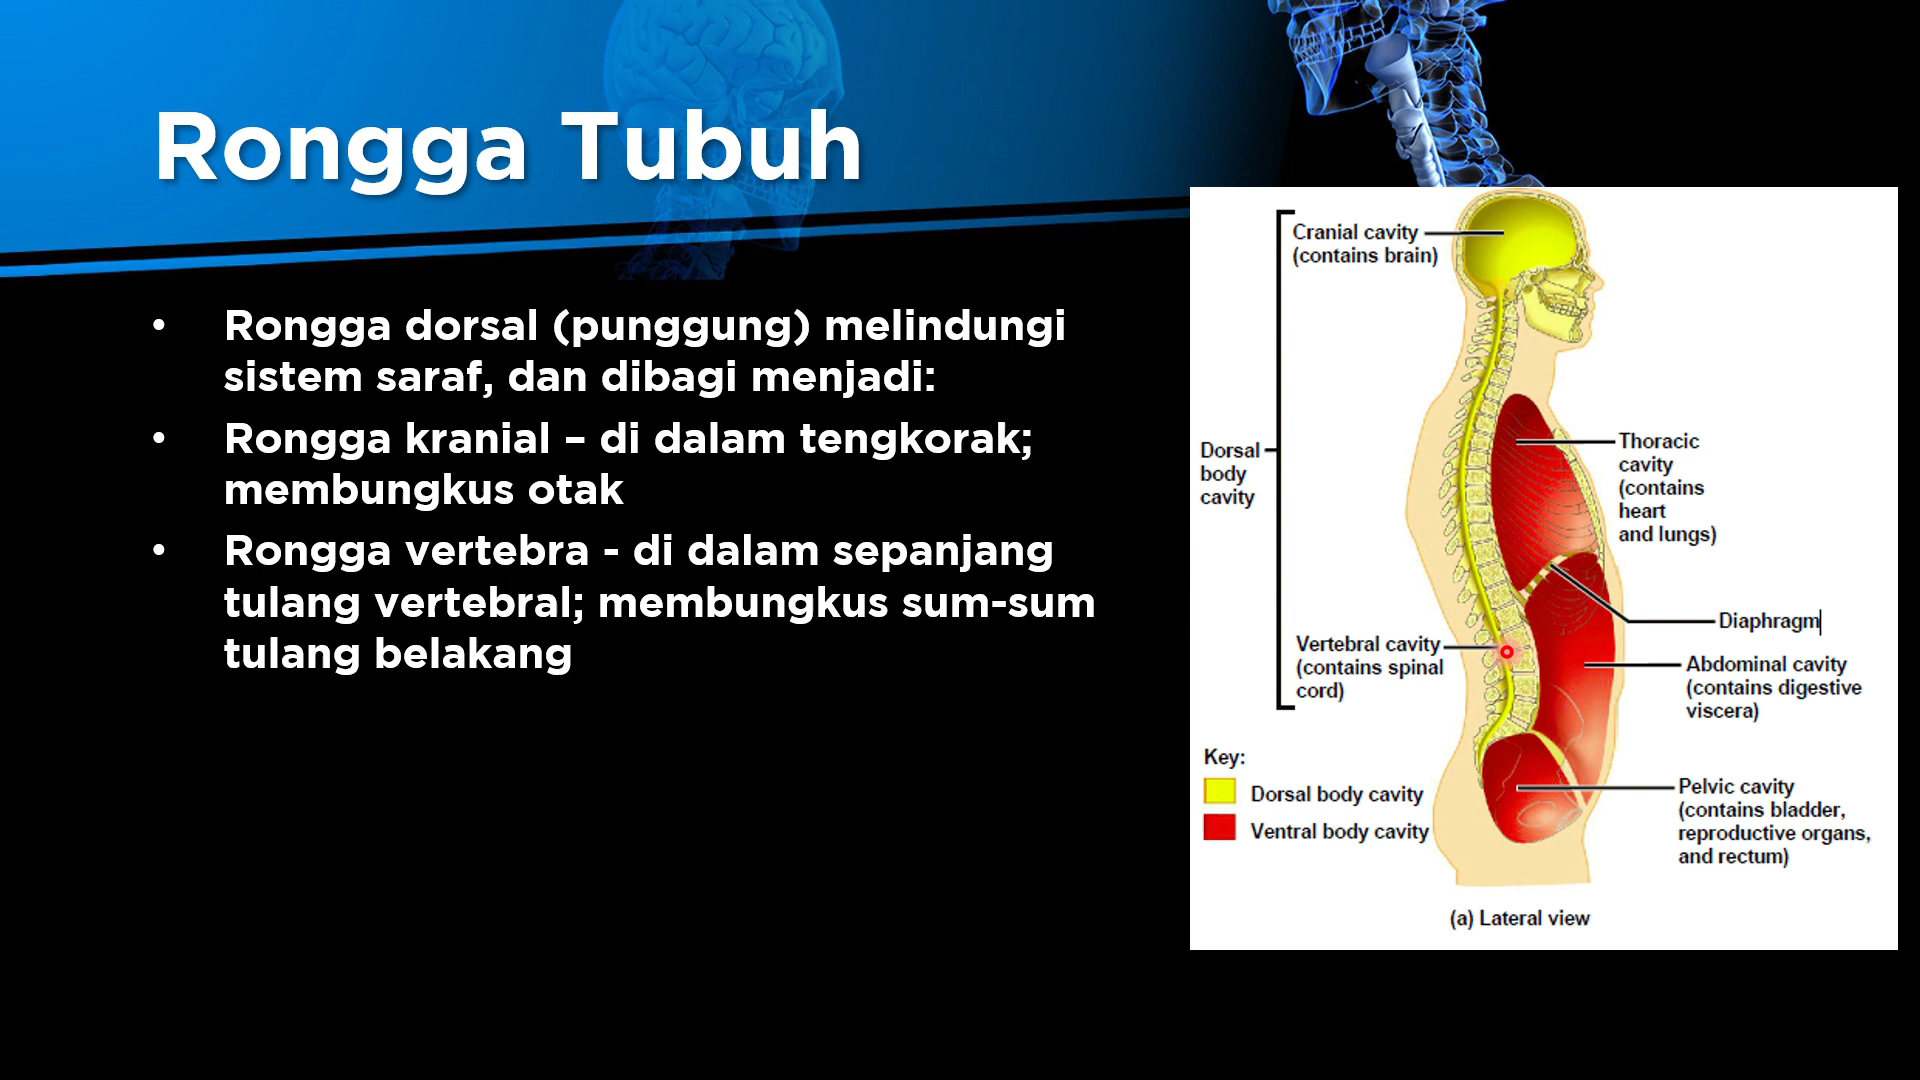 Rongga Tubuh
• Rongga dorsal (punggung) melindungi
sistem saraf, dan dibagi menjadi:
• Rongga kranial – di dalam tengkorak;
membungkus otak
• Rongga vertebra - di dalam sepanjang
tulang vertebral; membungkus sum-sum
tulang belakang
Cranial cavity
(contains brain)
Dorsal
body
cavity
Vertebral cavity
(contains spinal
cord)
Thoracic
cavity
(contains
heart
and lungs)
Diaphragm
Abdominal cavity
(contains digestive
viscera)
Pelvic cavity
(contains bladder,
reproductive organs,
and rectum)
Key:
Dorsal body cavity
Ventral body cavity
(a) Lateral view